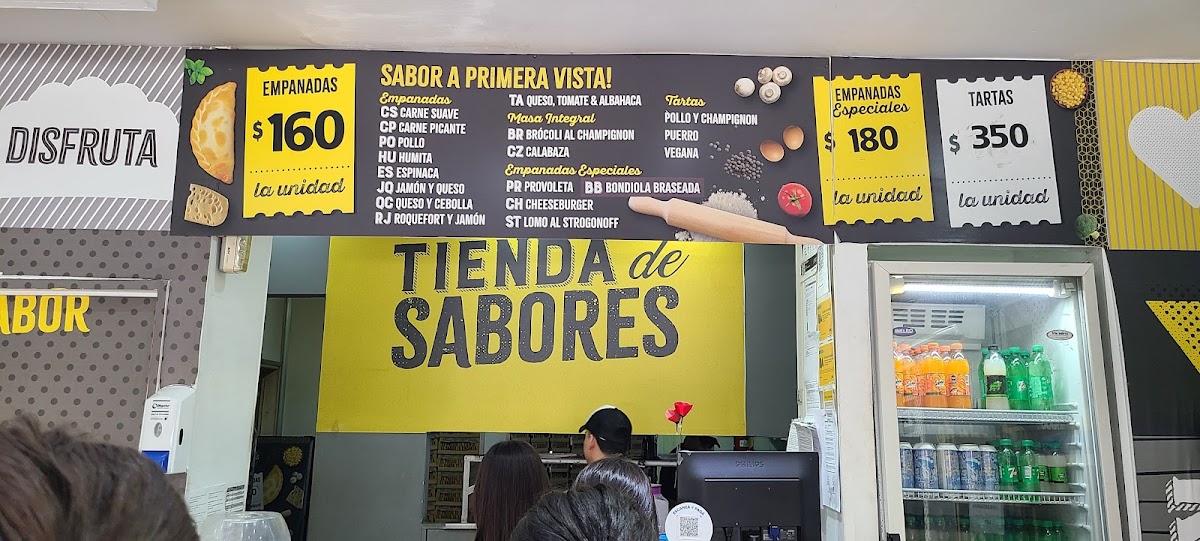 DISFRUTA
EMPANADAS
$160
la unidad
SABOR A PRIMERA VISTA!
Empanadas
CS CARNE SUAVE
CP CARNE PICANTE
PO POLLO
HU HUMITA
ES ESPINACA
JQ JAMÓN Y QUESO
QC QUESO Y CEBOLLA
RJ ROQUEFORT Y JAMÓN
TA QUESO, TOMATE & ALBAHACA
Masa Integral
BR BRÓCOLI AL CHAMPIGNON
CZ CALABAZA
Empanadas Especiales
PR PROVOLETA BB BONDIOLA BRASEADA
CH CHEESEBURGER
ST LOMO AL STROGONOFF
Tartas
POLLO Y CHAMPIGNON
PUERRO
VEGANA
EMPANADAS
Especiales
$180
la unidad
TARTAS
$350
la unidad
TIENDA de
SABORES
ABOR
PHILIPS
ESCANEÁ Y PAGÁ